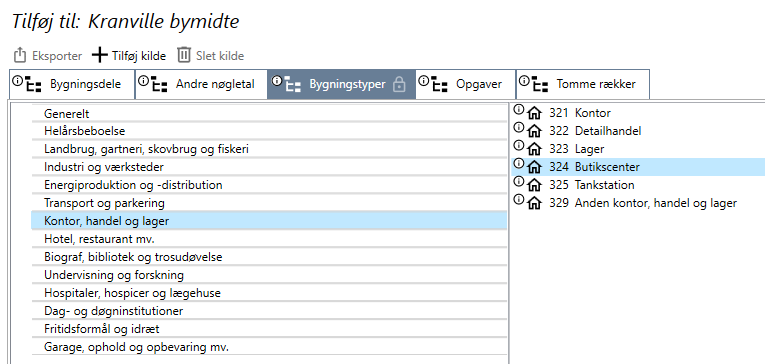 Tilføj til: Kranville bymidte
Eksporter Tilføj kilde Slet kilde
Bygningsdele Andre nøgletal Bygningstyper Opgaver Tomme rækker
Generelt
Helårsbeboelse
Landbrug, gartneri, skovbrug og fiskeri
Industri og værksteder
Energiproduktion og -distribution
Transport og parkering
Kontor, handel og lager
Hotel, restaurant mv.
Biograf, bibliotek og trosudøvelse
Undervisning og forskning
Hospitaler, hospicer og lægehuse
Dag- og døgninstitutioner
Fritidsformål og idræt
Garage, ophold og opbevaring mv.
321 Kontor
322 Detailhandel
323 Lager
324 Butikscenter
325 Tankstation
329 Anden kontor, handel og lager